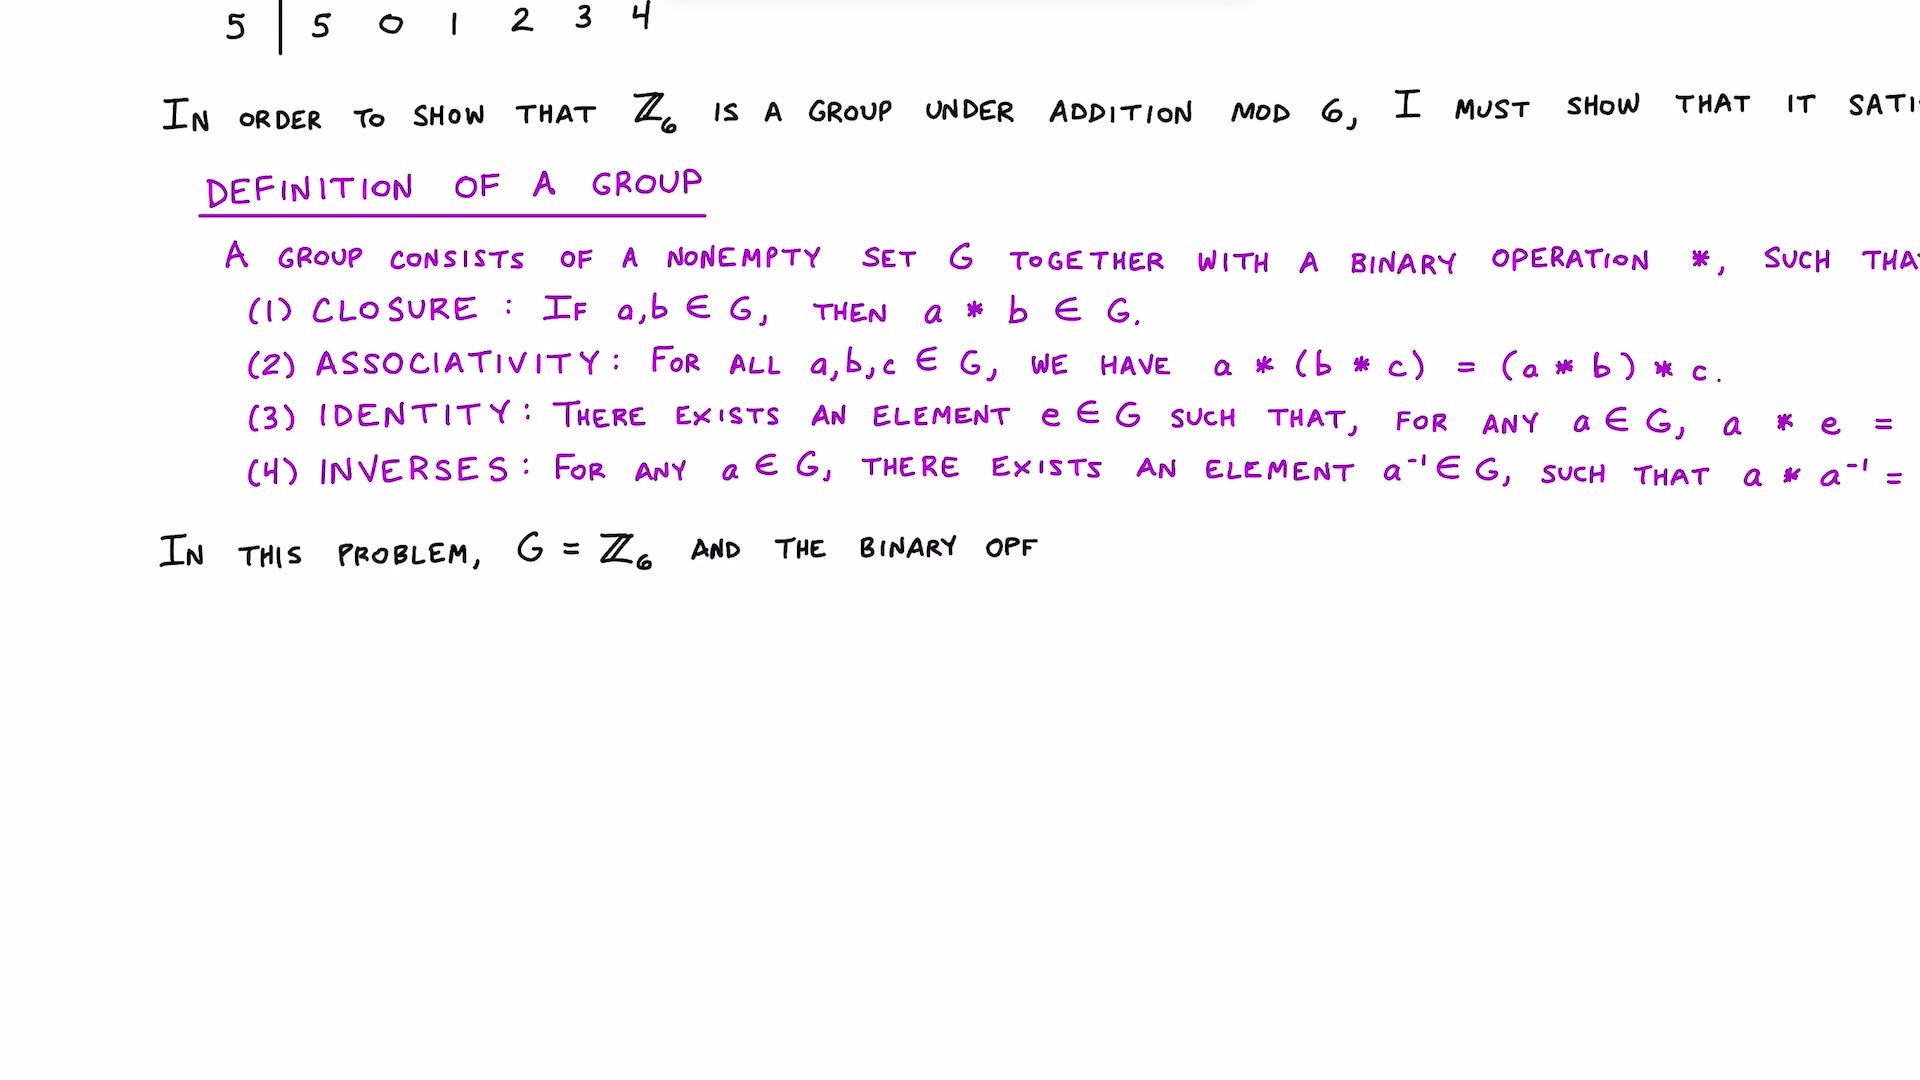 5 | 5 0 1 2 3 4
IN ORDER TO SHOW THAT ℤ₆ IS A GROUP UNDER ADDITION MOD 6, I MUST SHOW THAT IT
DEFINITION OF A GROUP
A GROUP CONSISTS OF A NONEMPTY SET G TOGETHER WITH A BINARY OPERATION *, SUCH
(1) CLOSURE : IF a,b ∈ G, THEN a * b ∈ G.
(2) ASSOCIATIVITY: FOR ALL a,b,c ∈ G, WE HAVE a * (b * c) = (a * b) * c.
(3) IDENTITY: THERE EXISTS AN ELEMENT e ∈ G SUCH THAT, FOR ANY a ∈ G, a * e =
(4) INVERSES: FOR ANY a ∈ G, THERE EXISTS AN ELEMENT a⁻¹ ∈ G, SUCH THAT a * a⁻¹ =
IN THIS PROBLEM, G = ℤ₆ AND THE BINARY OPF